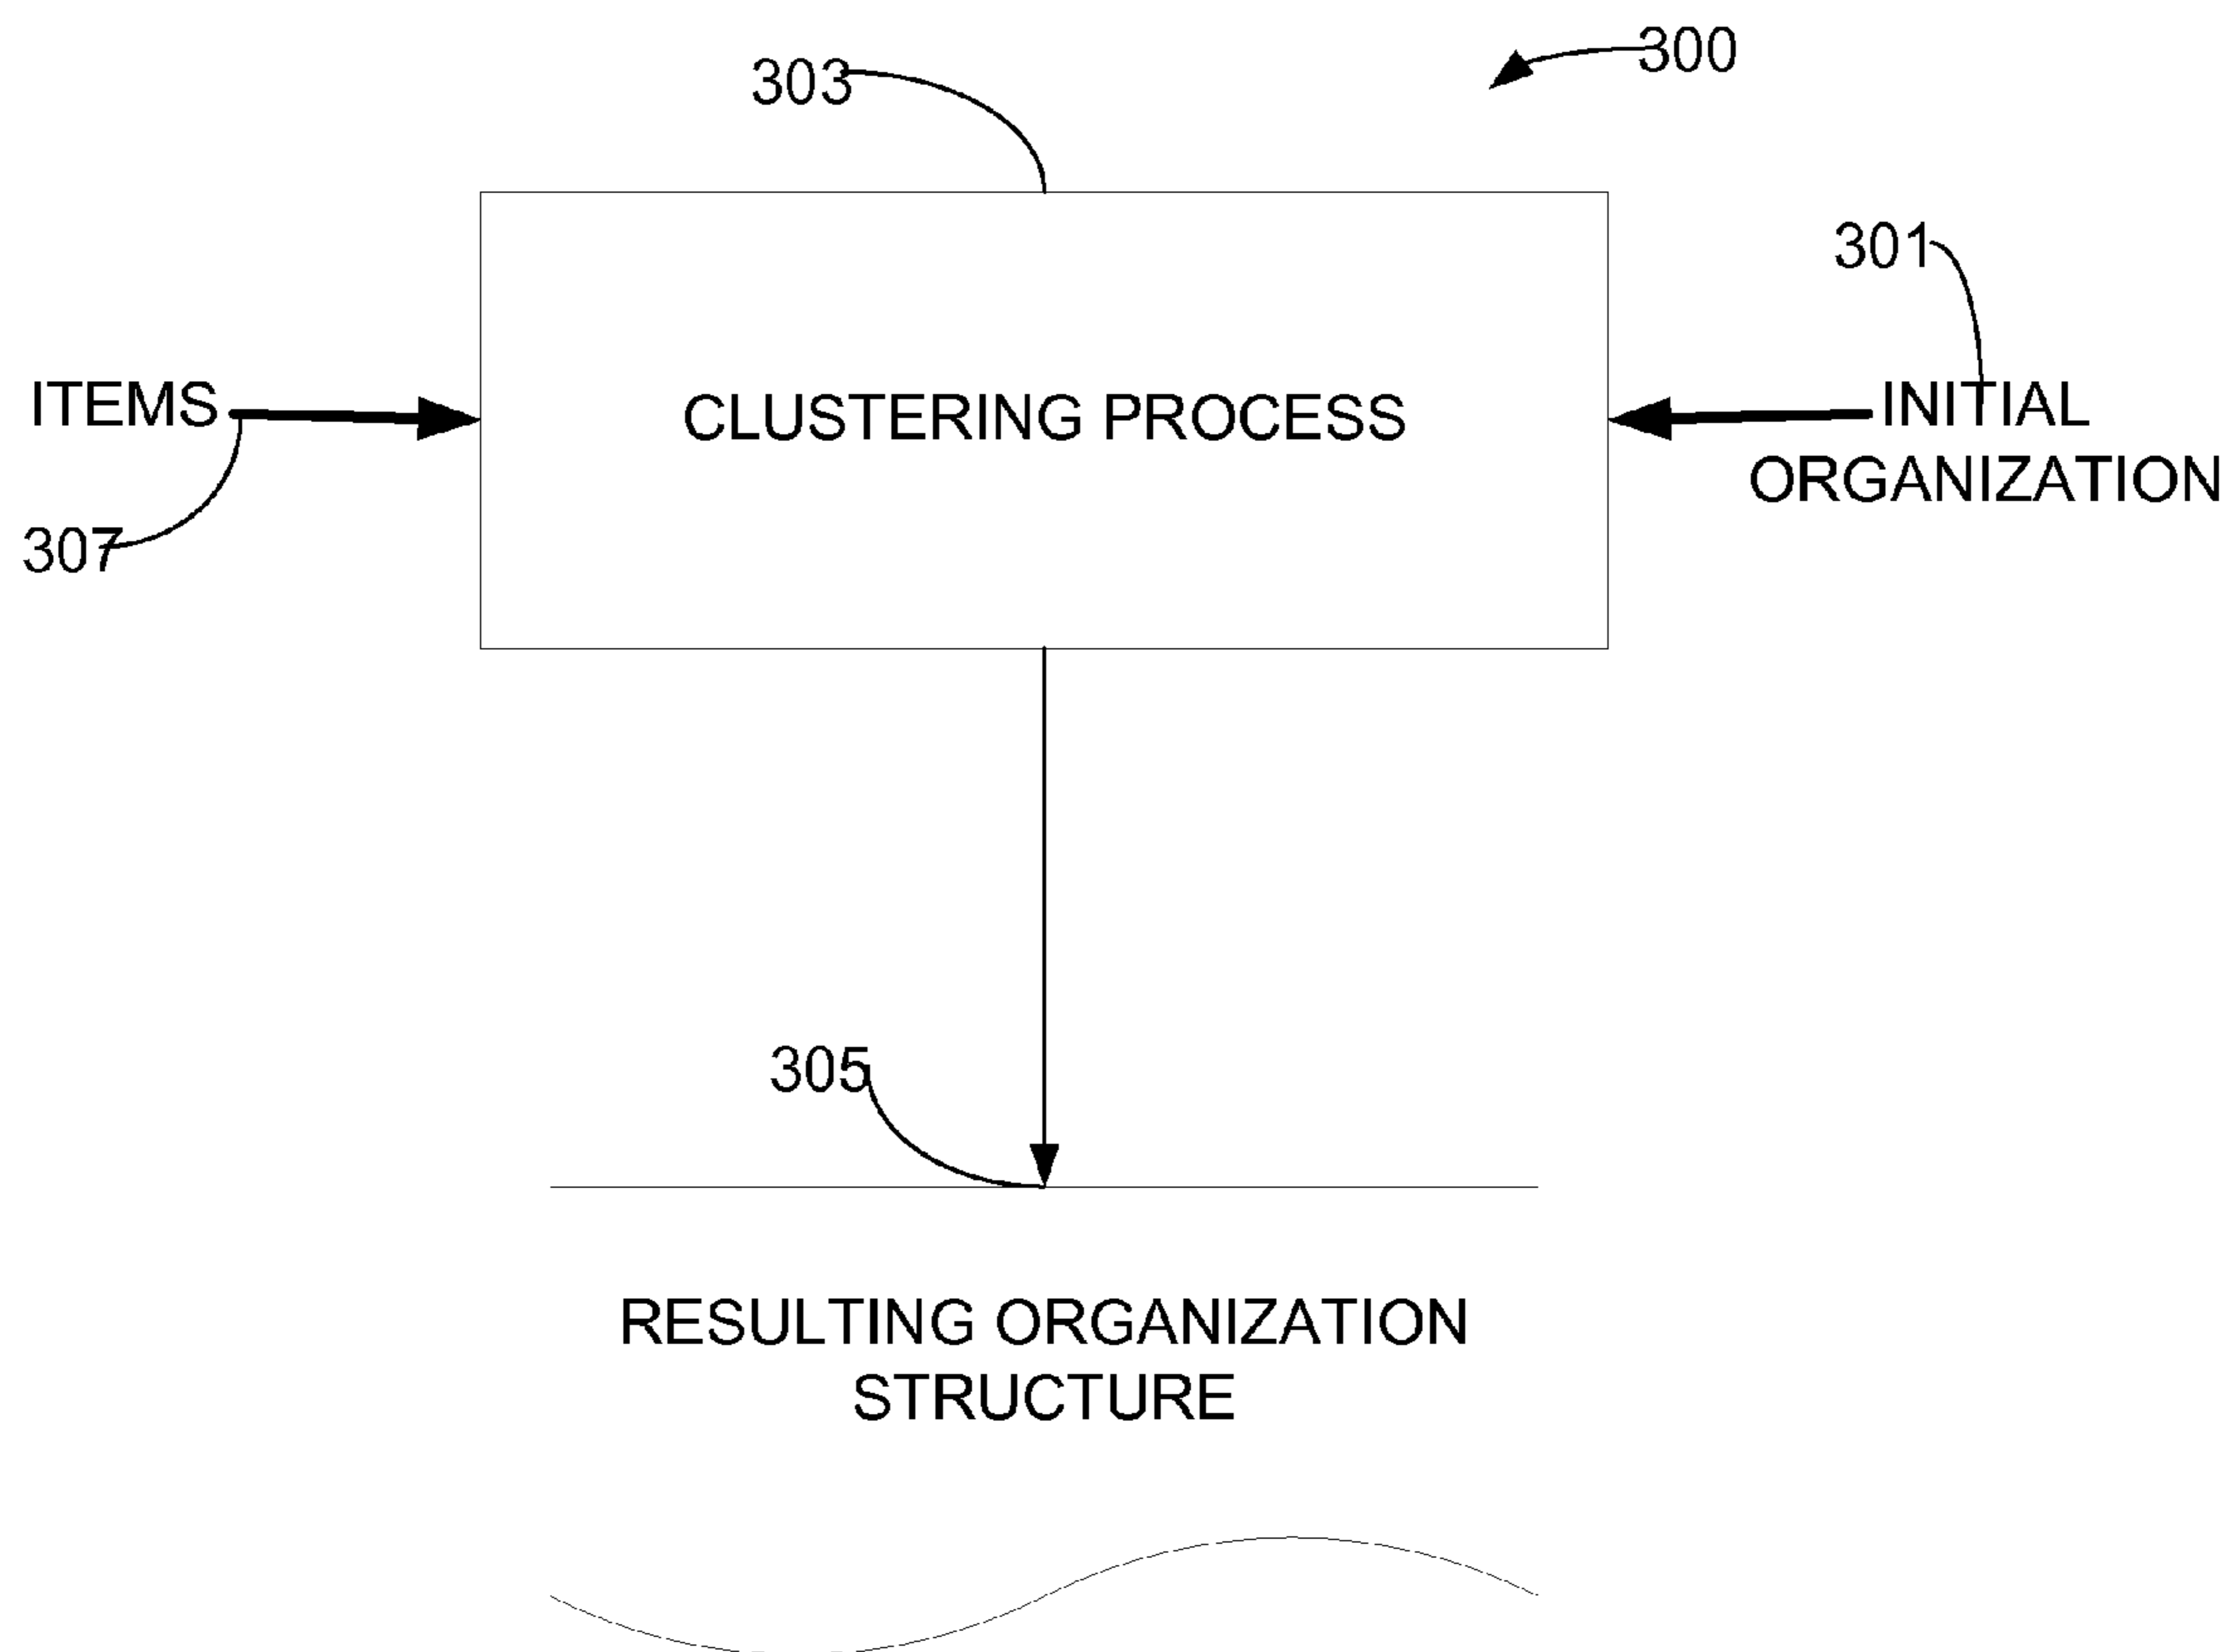 300
303
301
ITEMS
CLUSTERING PROCESS
INITIAL
ORGANIZATION
307
305
RESULTING ORGANIZATION
STRUCTURE